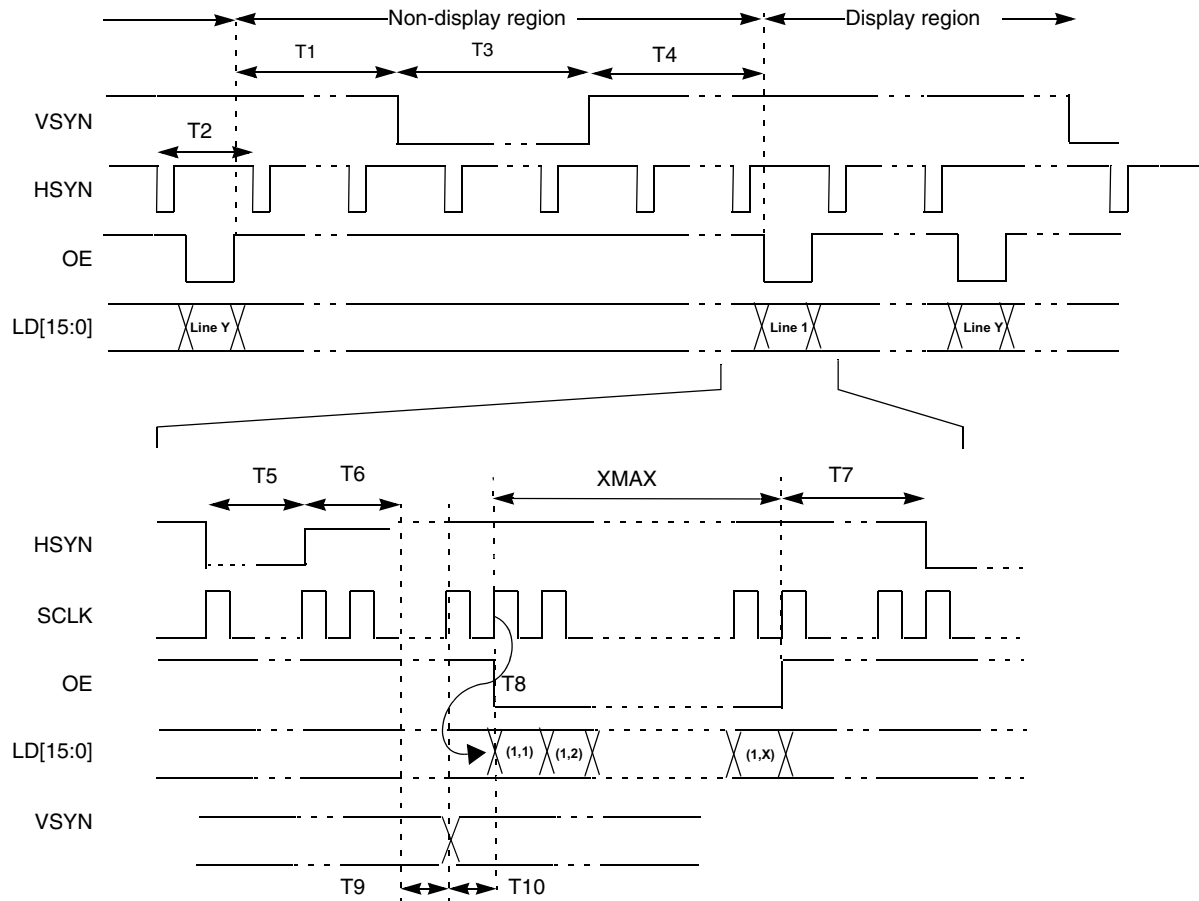 Non-display region
Display region
T1
T3
T4
VSYN
T2
HSYN
OE
LD[15:0]
Line Y
Line 1
Line Y
T5
T6
XMAX
T7
HSYN
SCLK
OE
T8
LD[15:0]
(1,1)
(1,2)
(1,X)
VSYN
T9
T10